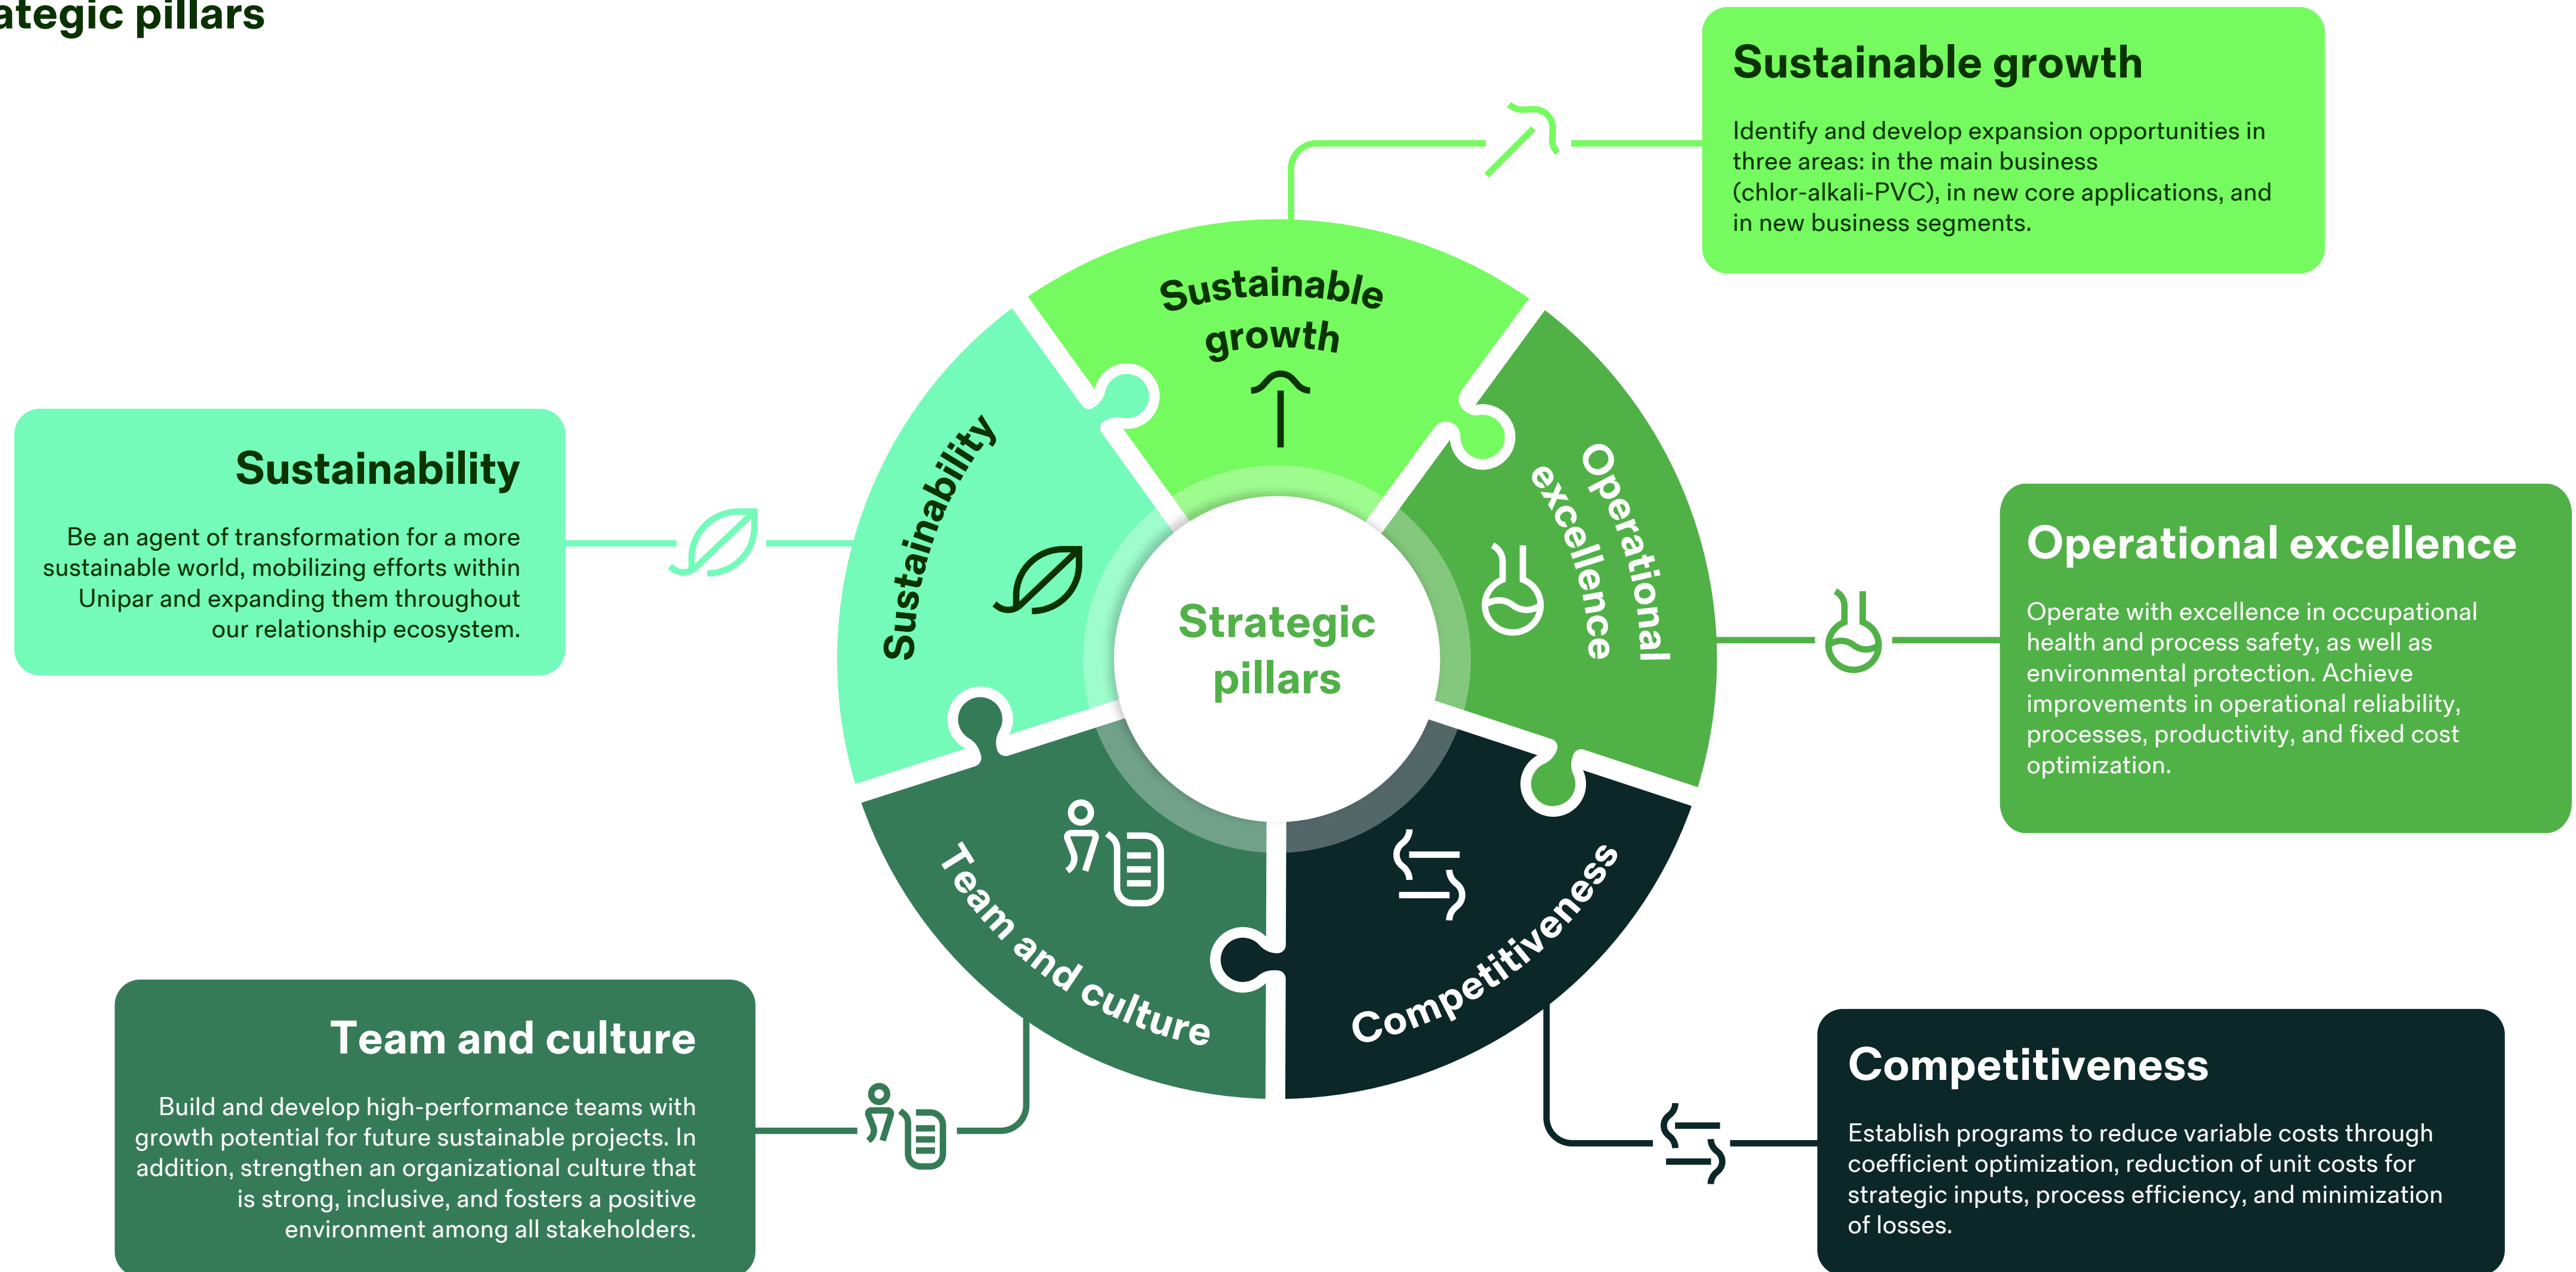 ategic pillars
Sustainable growth
Identify and develop expansion opportunities in
three areas: in the main business
(chlor-alkali-PVC), in new core applications, and
in new business segments.
Sustainable
growth
Sustainability
Be an agent of transformation for a more
sustainable world, mobilizing efforts within
Unipar and expanding them throughout
our relationship ecosystem.
Sustainability
Operational
excellence
Operational excellence
Operate with excellence in occupational
health and process safety, as well as
environmental protection. Achieve
improvements in operational reliability,
processes, productivity, and fixed cost
optimization.
Strategic
pillars
Team and culture
Competitiveness
Team and culture
Build and develop high-performance teams with
growth potential for future sustainable projects. In
addition, strengthen an organizational culture that
is strong, inclusive, and fosters a positive
environment among all stakeholders.
Competitiveness
Establish programs to reduce variable costs through
coefficient optimization, reduction of unit costs for
strategic inputs, process efficiency, and minimization
of losses.